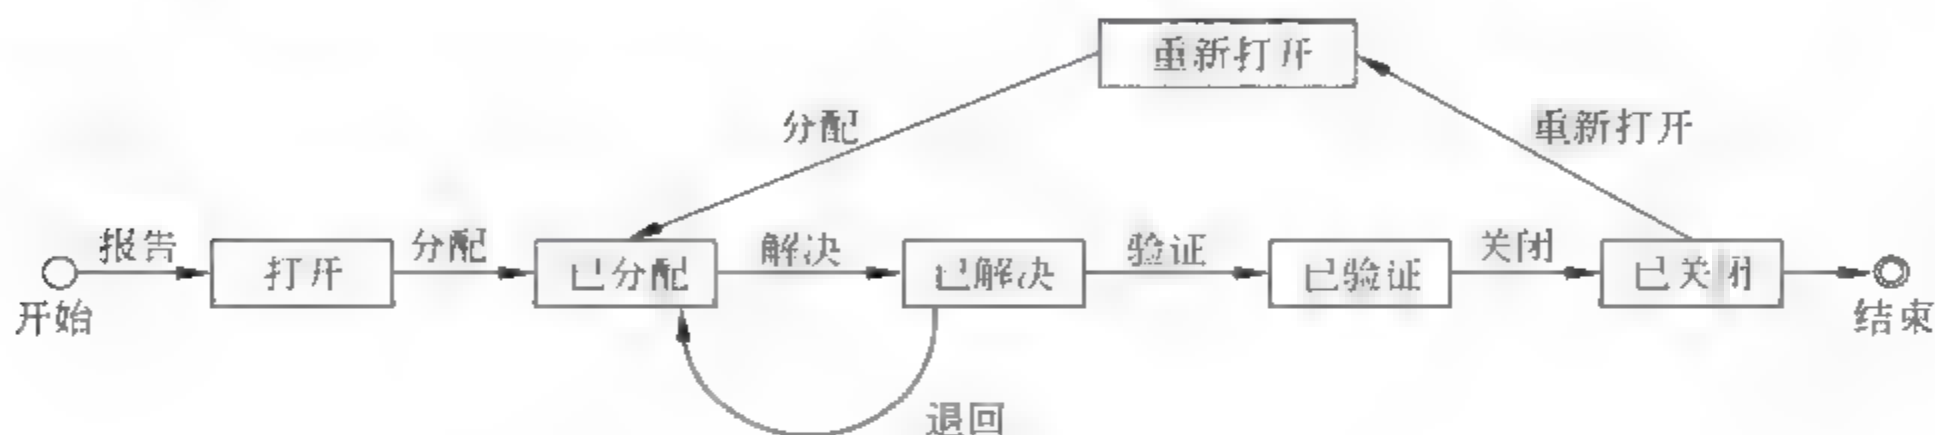 重新打开
分配
重新打开
报告
分配
解决
验证
关闭
打开
已分配
已解决
已验证
已关闭
开始
结束
退回